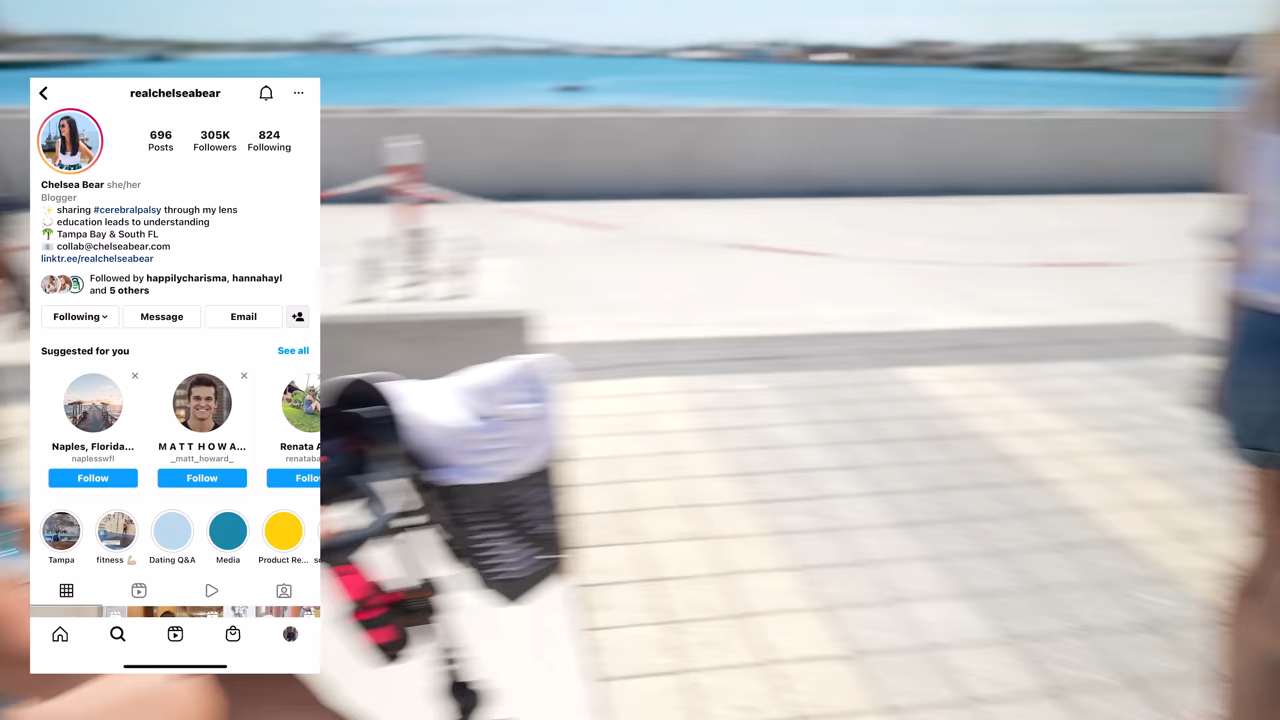 realchelseabear
696 305K 824
Posts Followers Following
Chelsea Bear she/her
Blogger
sharing #cerebralpalsy through my lens
education leads to understanding
Tampa Bay & South FL
collab@chelseabear.com
linktr.ee/realchelseabear
Followed by happilycharisma, hannahayl
and 5 others
Following Message Email
Suggested for you See all
Naples, Florida... M A T T H O W A... Renata
naplesswfl _matt_howard_
Follow Follow
Tampa fitness Dating Q&A Media Product Re...